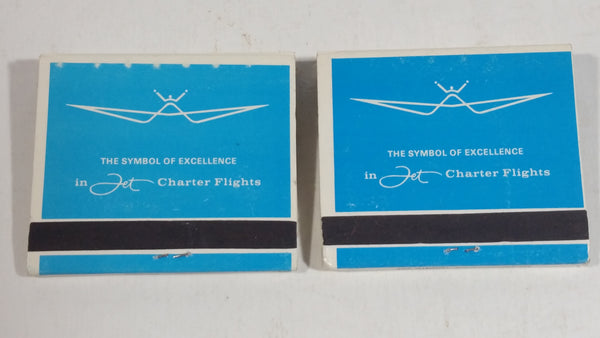 THE SYMBOL OF EXCELLENCE
in Jet Charter Flights
THE SYMBOL OF EXCELLENCE
in Jet Charter Flights